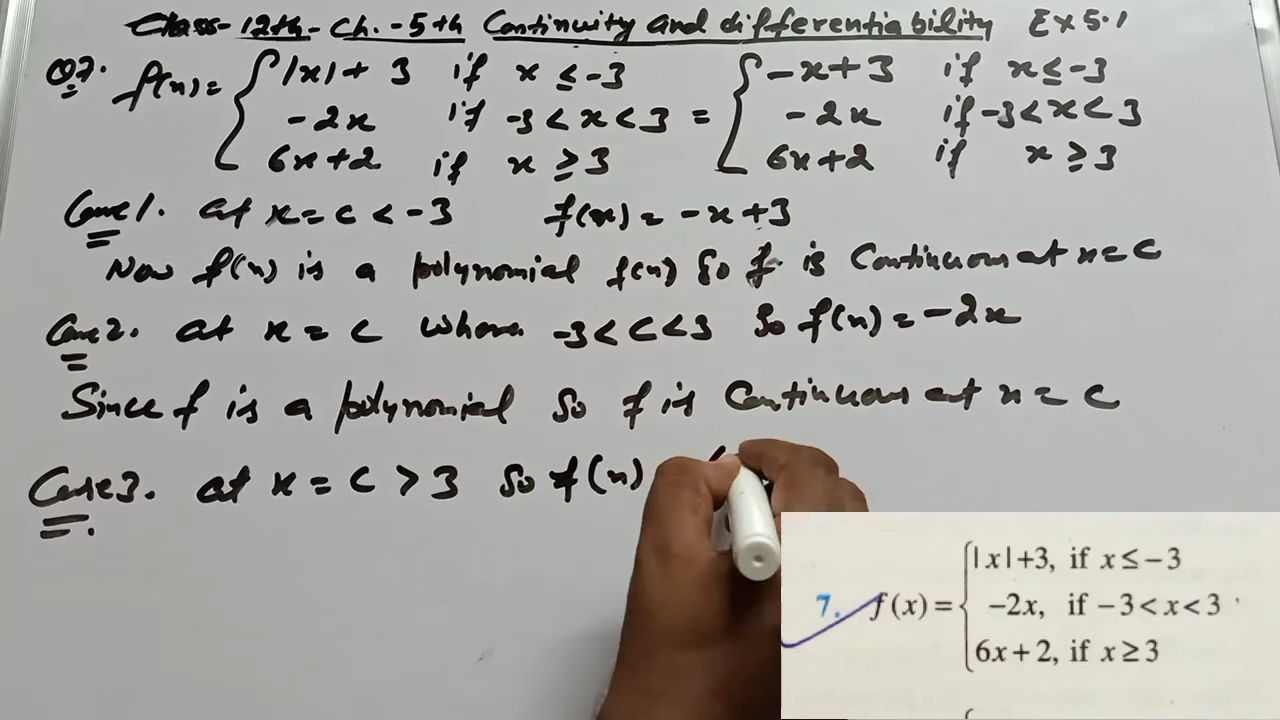 Class-12th-Ch.-5th Continuity and differentiability Ex 5.1
Q7. f(x)= { |x|+3 if x ≤ -3 = { -x+3 if x ≤ -3
-2x if -3<x<3 -2x if -3<x<3
6x+2 if x ≥ 3 6x+2 if x ≥ 3
Case 1. at x = c < -3 f(x) = -x+3
Now f(x) is a polynomial f(x) So f is Continuous at x=c
Case 2. at x = c where -3<c<3 So f(x) = -2x
Since f is a polynomial So f is Continuous at x = c
Case 3. at x = c > 3 So f(x)
7. f(x)= { |x|+3, if x ≤ -3
-2x, if -3<x<3
6x+2, if x ≥ 3